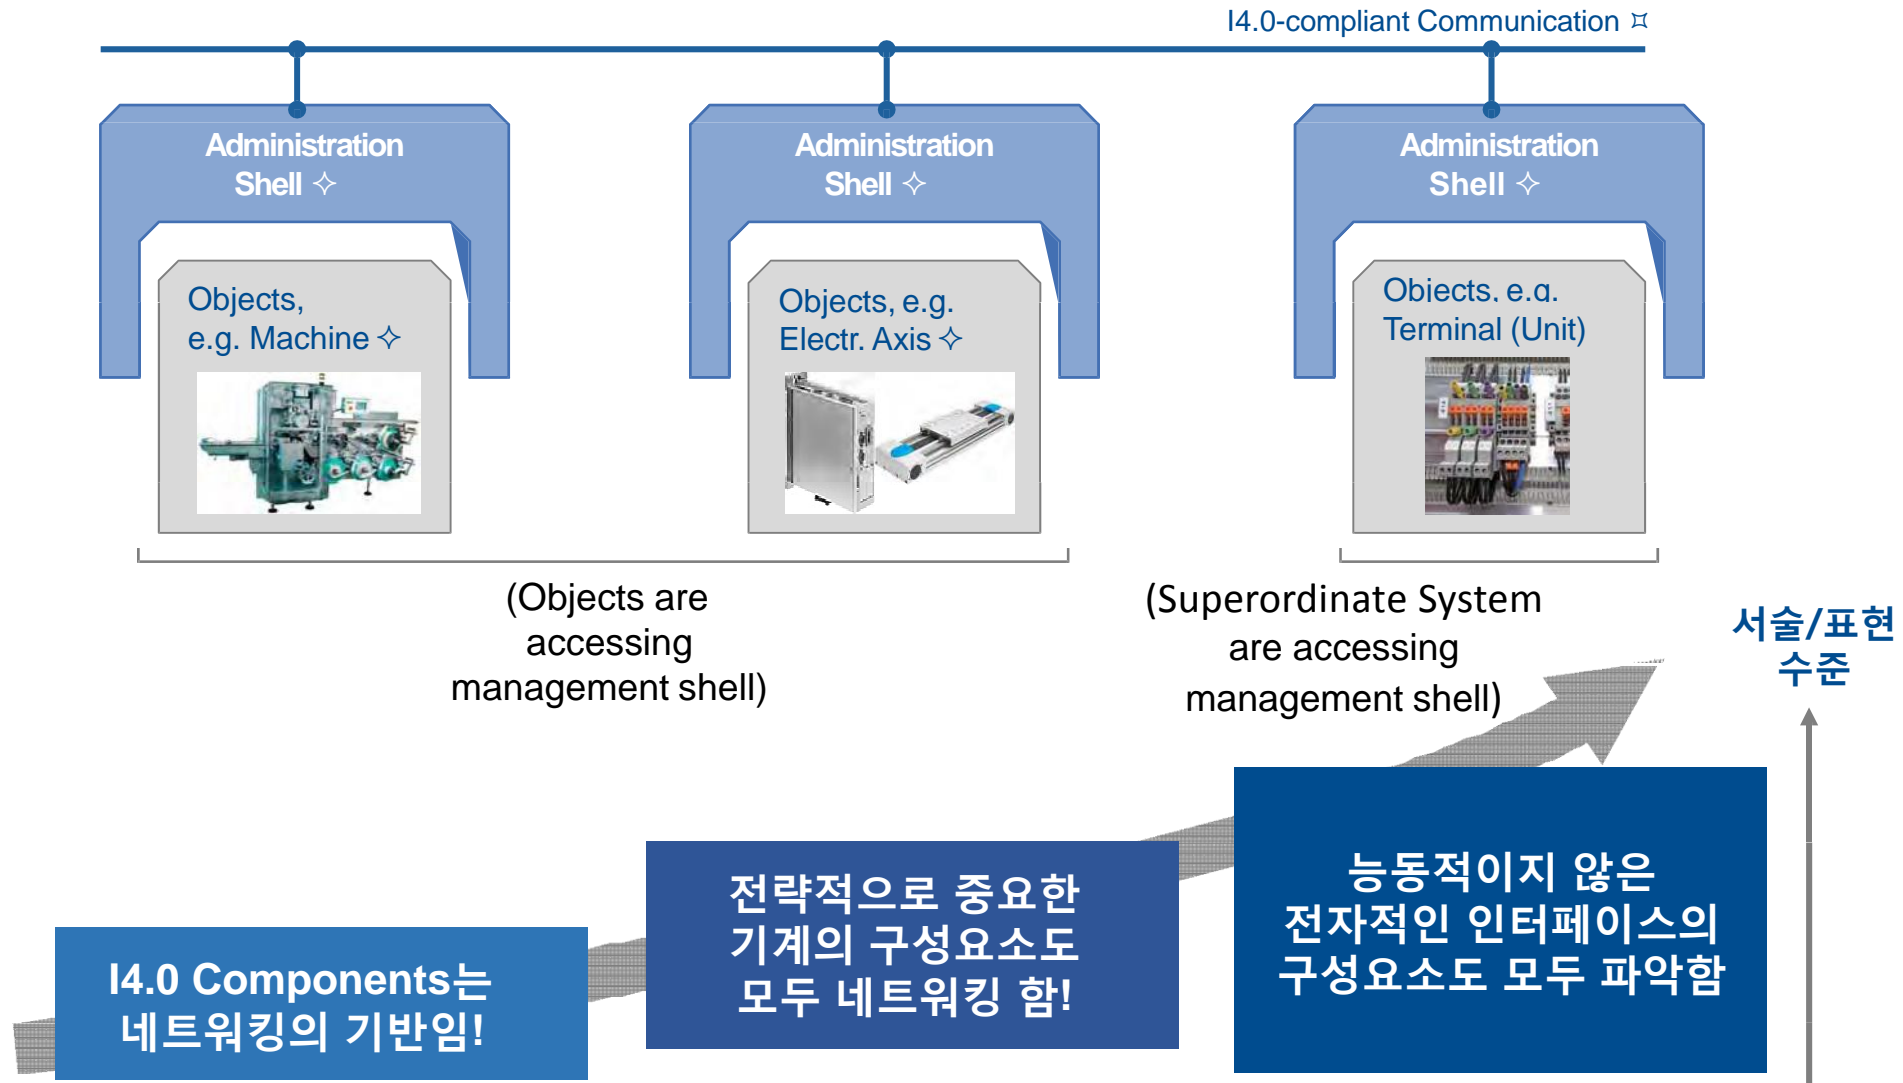 I4.0-compliant Communication ¤
Administration
Shell ✧
Administration
Shell ✧
Administration
Shell ✧
Objects,
e.g. Machine ✧
Objects, e.g.
Electr. Axis ✧
Objects, e.g.
Terminal (Unit)
(Objects are
accessing
management shell)
(Superordinate System
are accessing
management shell)
서술/표현
수준
I4.0 Components는
네트워킹의 기반임!
전략적으로 중요한
기계의 구성요소도
모두 네트워킹 함!
능동적이지 않은
전자적인 인터페이스의
구성요소도 모두 파악함